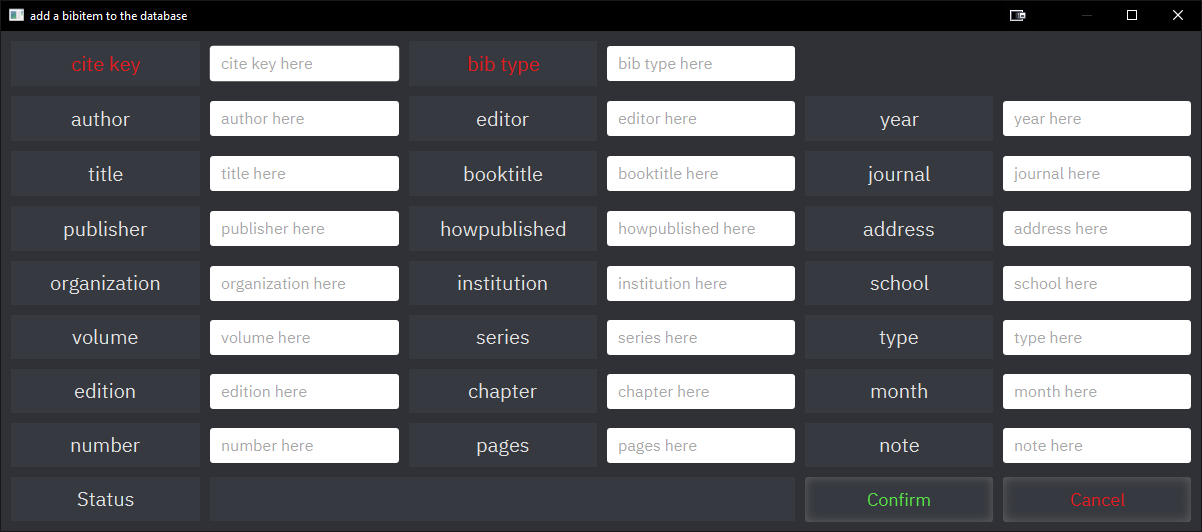 add a bibitem to the database
cite key cite key here bib type bib type here
author author here editor editor here year year here
title title here booktitle booktitle here journal journal here
publisher publisher here howpublished howpublished here address address here
organization organization here institution institution here school school here
volume volume here series series here type type here
edition edition here chapter chapter here month month here
number number here pages pages here note note here
Status Confirm Cancel